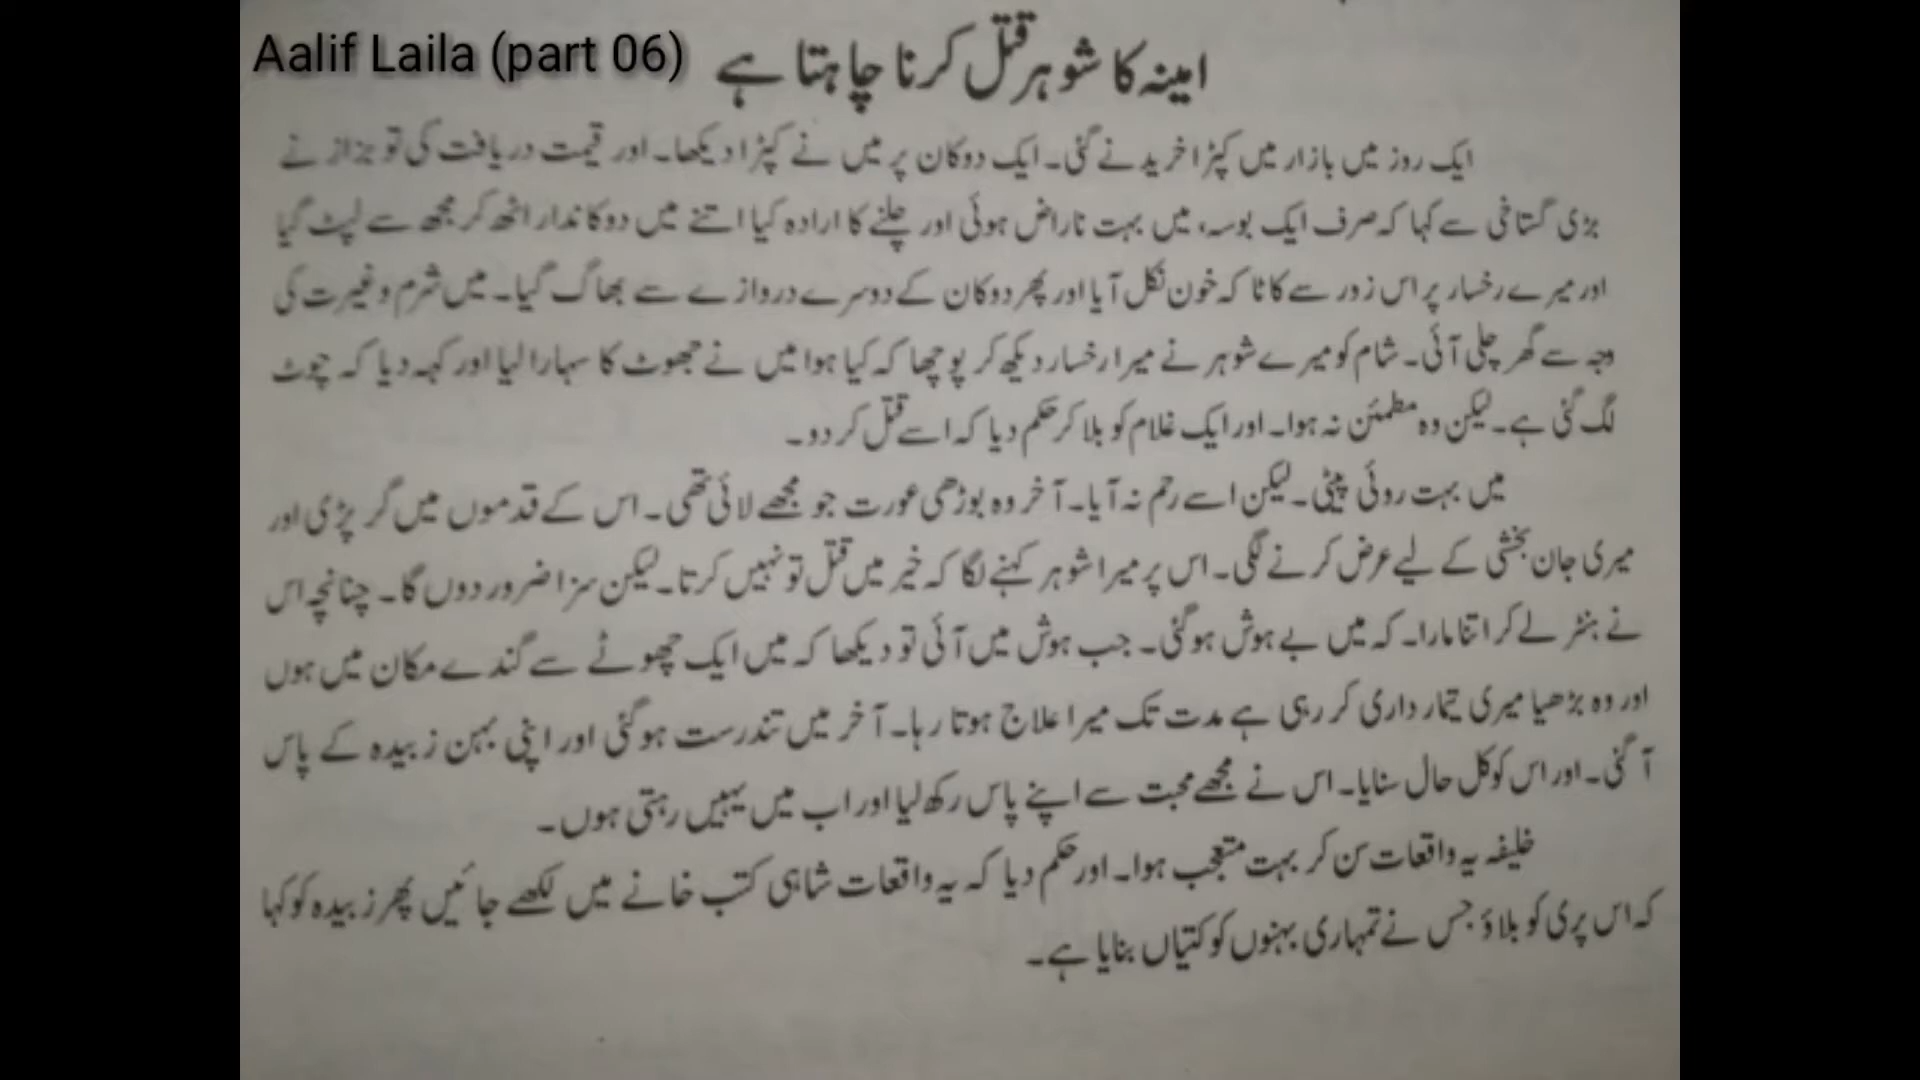 Aalif Laila (part 06)
امینہ کا شوہر قتل کرنا چاہتا ہے
ایک روز میں بازار میں کپڑا خریدنے گئی۔ ایک دوکان پر میں نے کپڑا دیکھا۔ اور قیمت دریافت کی تو بزاز نے
بڑی گستاخی سے کہا کہ صرف ایک بوسہ، میں بہت ناراض ہوئی اور چلنے کا ارادہ کیا اتنے میں دوکاندار اٹھ کر مجھ سے لپٹ گیا
اور میرے رخسار پر اس زور سے کاٹا کہ خون نکل آیا اور پھر دوکان کے دوسرے دروازے سے بھاگ گیا۔ میں شرم و غیرت کی
وجہ سے گھر چلی آئی۔ شام کو میرے شوہر نے میرا رخسار دیکھ کر پوچھا کہ کیا ہوا میں نے جھوٹ کا سہارا لیا اور کہہ دیا کہ چوٹ
لگ گئی ہے۔ لیکن وہ مطمئن نہ ہوا۔ اور ایک غلام کو بلا کر حکم دیا کہ اسے قتل کر دو۔
میں بہت روئی پیٹی۔ لیکن اسے رحم نہ آیا۔ آخر وہ بوڑھی عورت جو مجھے لائی تھی۔ اس کے قدموں میں گر پڑی اور
میری جان بخشی کے لیے عرض کرنے لگی۔ اس پر میرا شوہر کہنے لگا کہ خیر میں قتل تو نہیں کرتا۔ لیکن سزا ضرور دوں گا۔ چنانچہ اس
نے ہنٹر لے کر اتنا مارا۔ کہ میں بے ہوش ہوگئی۔ جب ہوش میں آئی تو دیکھا کہ میں ایک چھوٹے سے گندے مکان میں ہوں
اور وہ بڑھیا میری تیمار داری کر رہی ہے مدت تک میرا علاج ہوتا رہا۔ آخر میں تندرست ہوگئی اور اپنی بہن زبیدہ کے پاس
آ گئی۔ اور اس کو کل حال سنایا۔ اس نے مجھے محبت سے اپنے پاس رکھ لیا اور اب میں یہیں رہتی ہوں۔
خلیفہ یہ واقعات سن کر بہت متعجب ہوا۔ اور حکم دیا کہ یہ واقعات شاہی کتب خانے میں لکھے جائیں پھر زبیدہ کو کہا
کہ اس پری کو بلاؤ جس نے تمہاری بہنوں کو کتیاں بنایا ہے۔